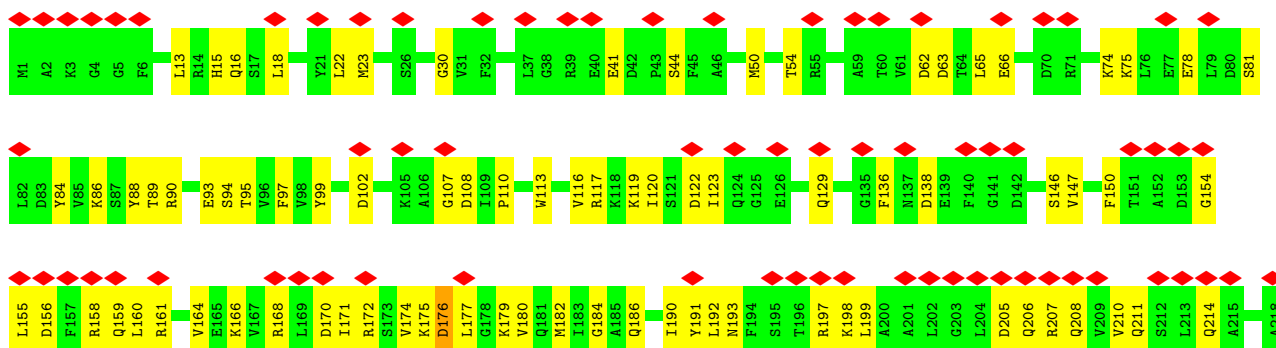 M1 A2 K3 G4 G5 F6 L13 R14 H15 Q16 S17 L18 Y21 L22 M23 S26 G30 V31 F32 L37 G38 R39 E40 E41 D42 P43 S44 F45 A46 M50 T54 R55 A59 T60 V61 D62 D63 T64 L65 E66 D70 R71 K74 K75 L76 E77 E78 L79 D80 S81
L82 D83 Y84 V85 K86 S87 Y88 T89 R90 E93 S94 T95 V96 F97 V98 Y99 D102 K105 A106 G107 D108 I109 P110 W113 V116 R117 K118 K119 I120 S121 D122 I123 Q124 G125 E126 Q129 G135 F136 N137 D138 E139 F140 G141 D142 S146 V147 F150 T151 A152 D153 G154
L155 D156 F157 R158 Q159 L160 R161 V164 E165 K166 V167 R168 L169 D170 I171 R172 S173 V174 K175 D176 L177 G178 K179 V180 Q181 M182 I183 G184 A185 Q186 I190 Y191 L192 N193 F194 S195 T196 R197 K198 L199 A200 A201 L202 G203 L204 D205 Q206 R207 Q208 V209 V210 Q211 S212 L213 Q214 A215